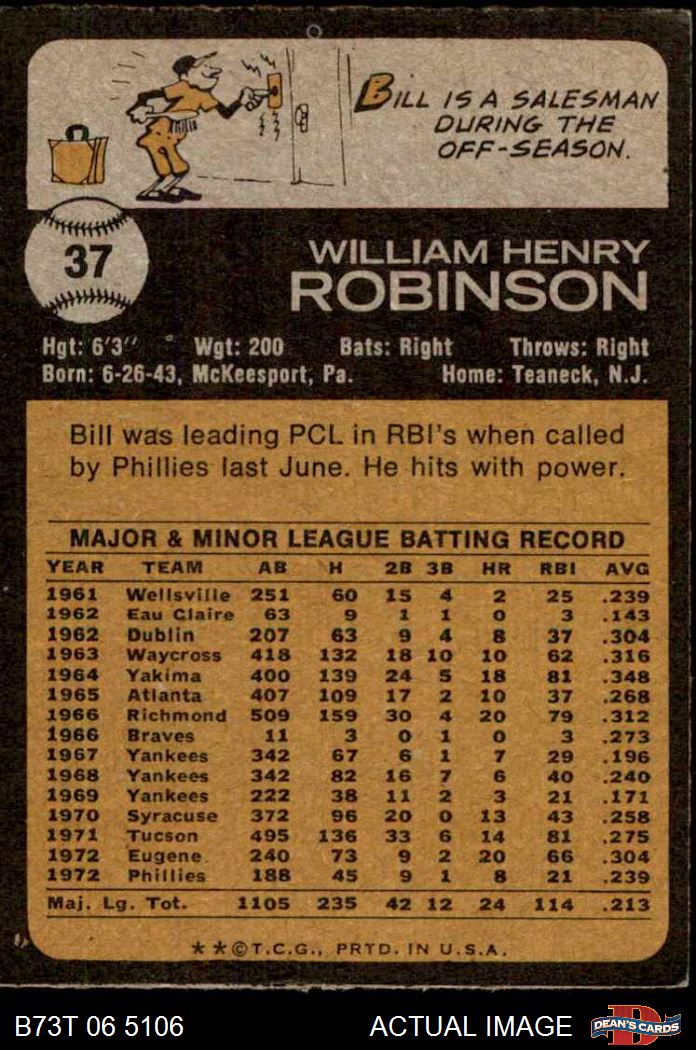 BILL IS A SALESMAN
DURING THE
OFF-SEASON.
37
WILLIAM HENRY
ROBINSON
Hgt: 6'3" Wgt: 200 Bats: Right Throws: Right
Born: 6-26-43, McKeesport, Pa. Home: Teaneck, N.J.
Bill was leading PCL in RBI's when called
by Phillies last June. He hits with power.
MAJOR & MINOR LEAGUE BATTING RECORD
YEAR TEAM AB H 2B 3B HR RBI AVG
1961 Wellsville 251 60 15 4 2 25 .239
1962 Eau Claire 63 9 1 1 0 3 .143
1962 Dublin 207 63 9 4 8 37 .304
1963 Waycross 418 132 18 10 10 62 .316
1964 Yakima 400 139 24 5 18 81 .348
1965 Atlanta 407 109 17 2 10 37 .268
1966 Richmond 509 159 30 4 20 79 .312
1966 Braves 11 3 0 1 0 3 .273
1967 Yankees 342 67 6 1 7 29 .196
1968 Yankees 342 82 16 7 6 40 .240
1969 Yankees 222 38 11 2 3 21 .171
1970 Syracuse 372 96 20 0 13 43 .258
1971 Tucson 495 136 33 6 14 81 .275
1972 Eugene 240 73 9 2 20 66 .304
1972 Phillies 188 45 9 1 8 21 .239
Maj. Lg. Tot. 1105 235 42 12 24 114 .213
**©T.C.G., PRTD. IN U.S.A.
B73T 06 5106 ACTUAL IMAGE D DEAN'S CARDS